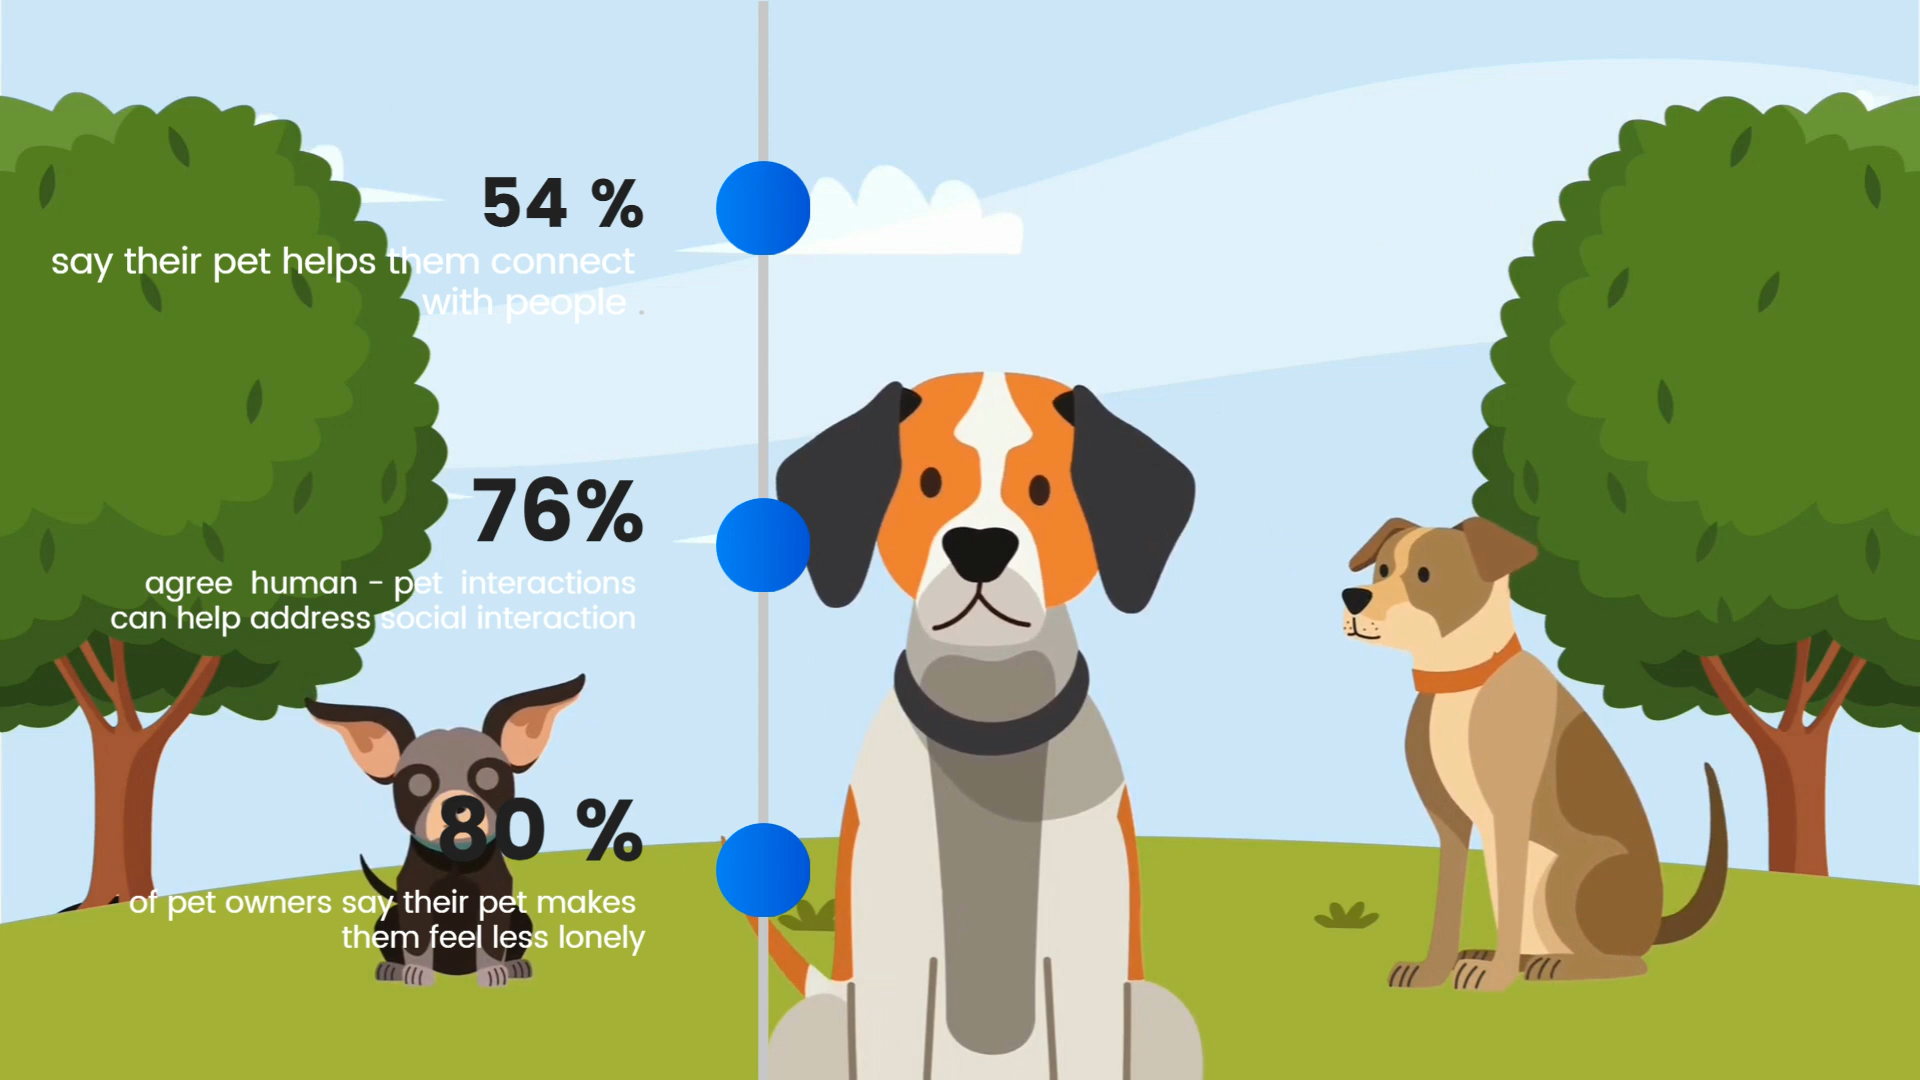 54 %
say their pet helps them connect
with people .
76%
agree human - pet interactions
can help address social interaction
80 %
of pet owners say their pet makes
them feel less lonely